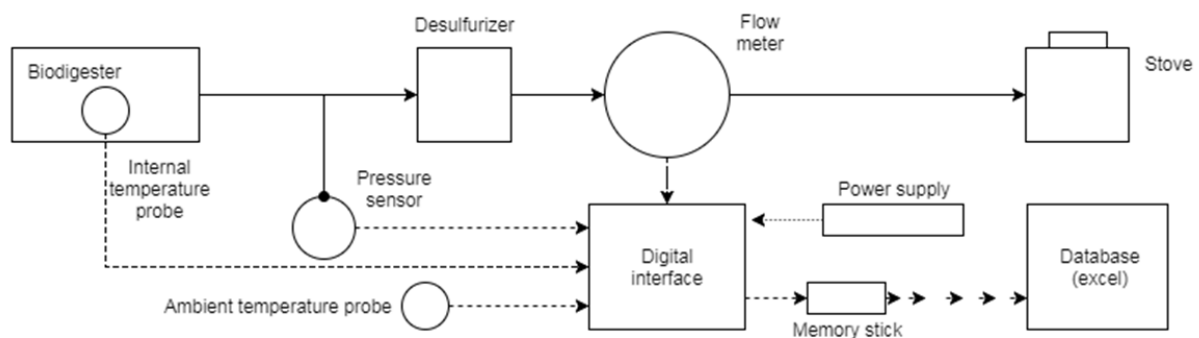 Desulfurizer
Flow
meter
Biodigester
Stove
Internal
temperature
probe
Pressure
sensor
Power supply
Digital
interface
Database
(excel)
Ambient temperature probe
Memory stick